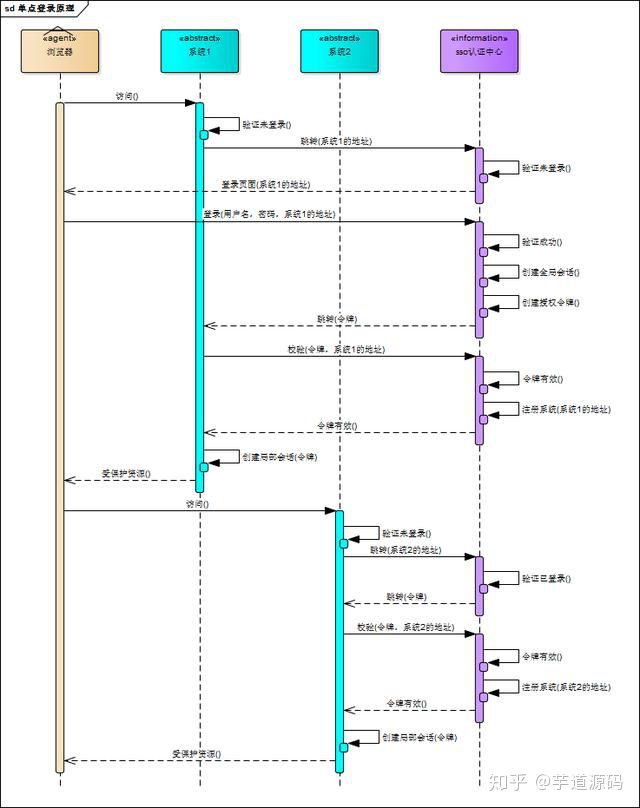 sd 单点登录原理
«agent»
浏览器
«abstract»
系统1
«abstract»
系统2
«information»
sso认证中心
访问()
验证未登录()
跳转(系统1的地址)
验证未登录()
登录页面(系统1的地址)
登录(用户名，密码，系统1的地址)
验证成功()
创建全局会话()
创建授权令牌()
跳转(令牌)
校验(令牌，系统1的地址)
令牌有效()
注册系统(系统1的地址)
令牌有效()
创建局部会话(令牌)
受保护资源()
访问()
验证未登录()
跳转(系统2的地址)
验证已登录()
跳转(令牌)
校验(令牌，系统2的地址)
令牌有效()
注册系统(系统2的地址)
令牌有效()
创建局部会话(令牌)
受保护资源()
知乎 @芋道源码